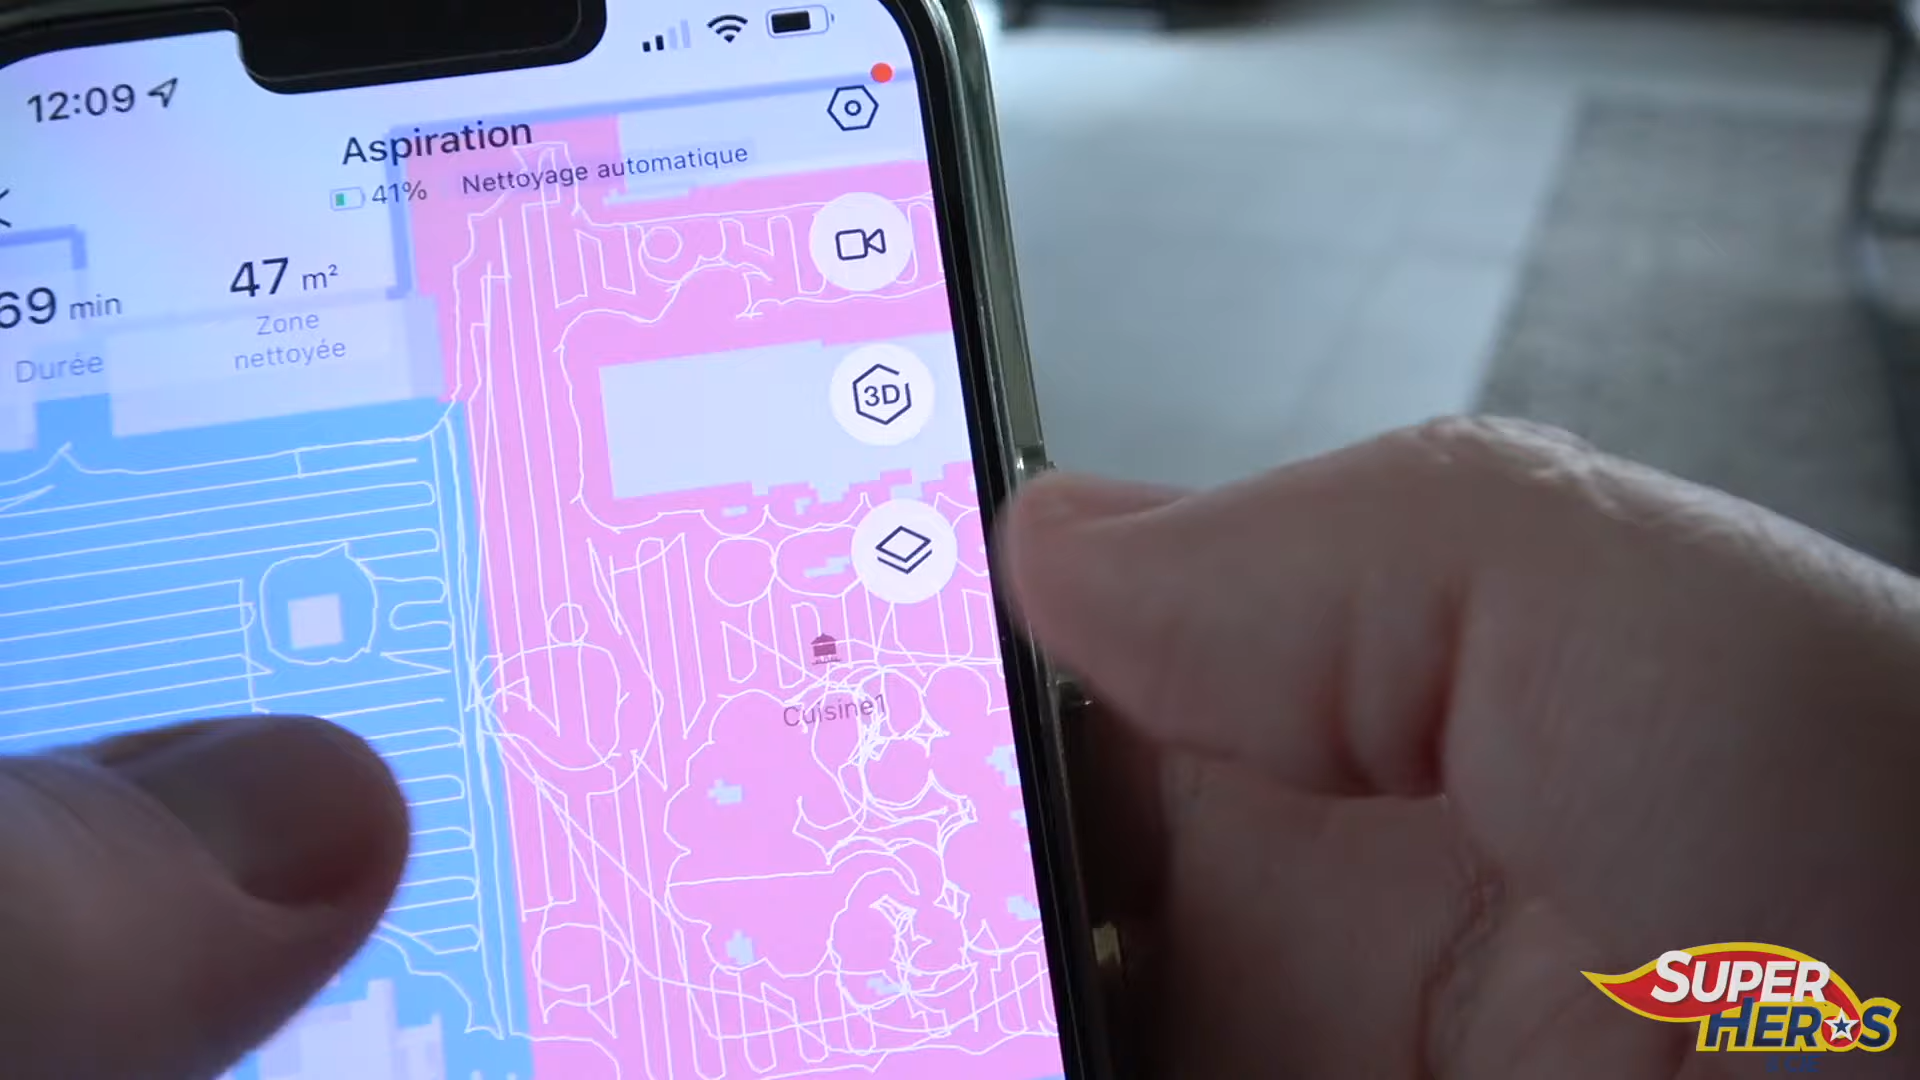 12:09
Aspiration
41% Nettoyage automatique
69 min
47 m²
Durée
Zone
nettoyée
3D
Cuisine1
SUPER
HEROS